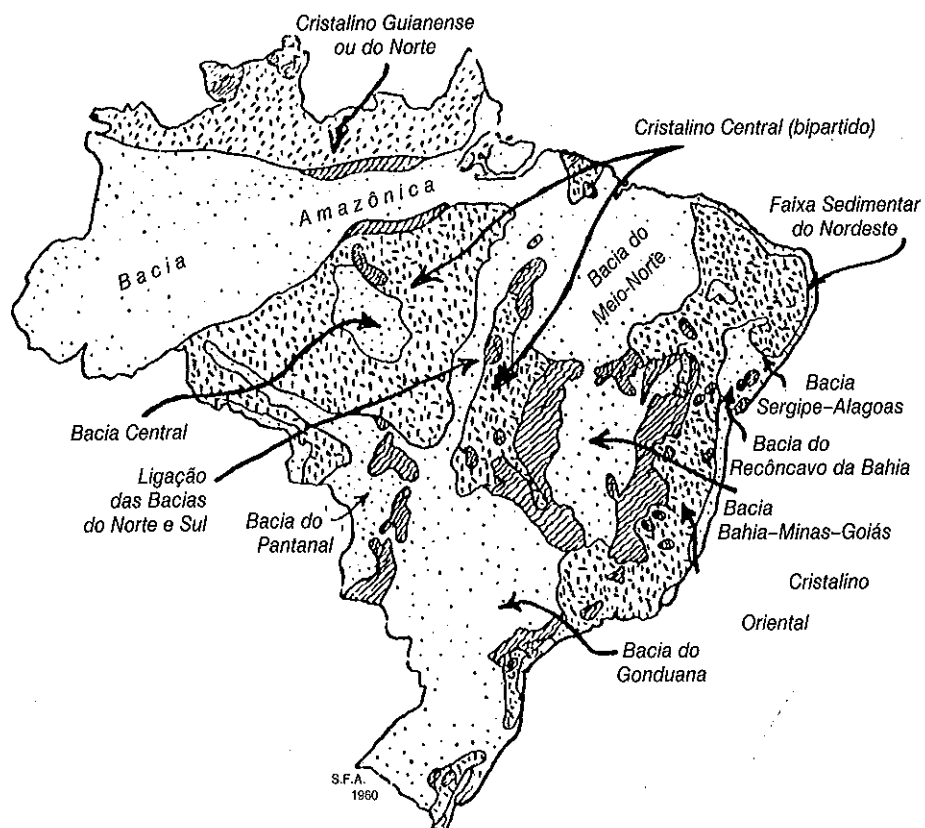 Cristalino Guianense
ou do Norte
Cristalino Central (bipartido)
Amazônica
Bacia
Faixa Sedimentar
do Nordeste
Bacia do
Meio-Norte
Bacia
Sergipe-Alagoas
Bacia Central
Bacia do
Recôncavo da Bahia
Ligação
das Bacias
do Norte e Sul
Bacia do
Pantanal
Bacia
Bahia-Minas-Goiás
Cristalino
Oriental
Bacia do
Gonduana
S.F.A.
1960